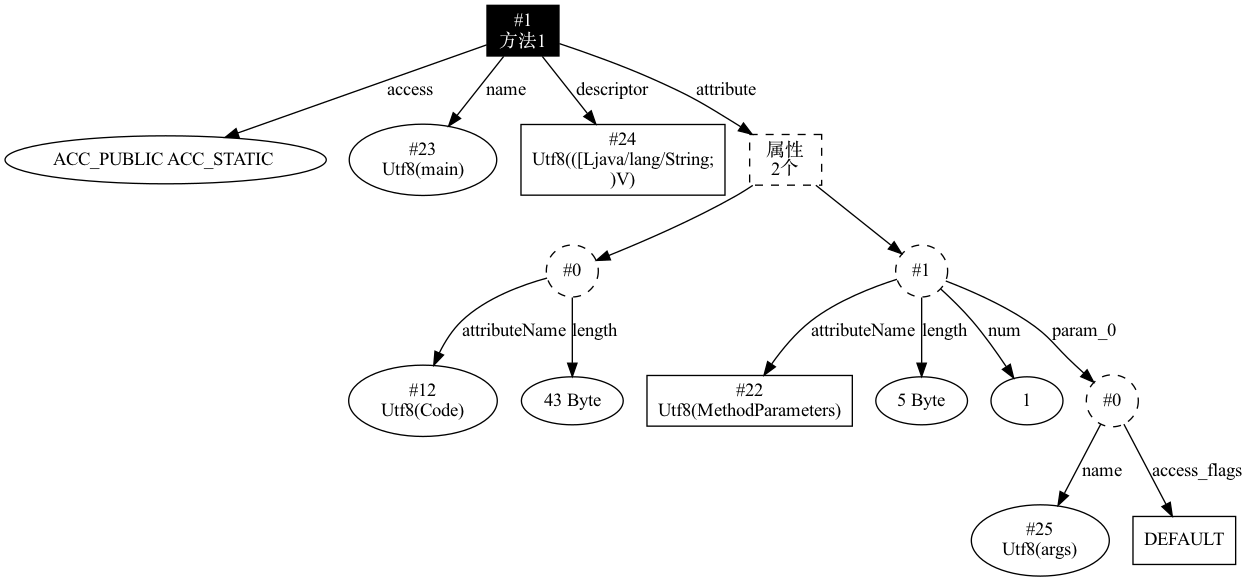 #1
方法1
access
name
descriptor
attribute
ACC_PUBLIC ACC_STATIC
#23
Utf8(main)
#24
Utf8(([Ljava/lang/String;
)V)
属性
2个
#0
#1
attributeName
length
attributeName
length
num
param_0
#12
Utf8(Code)
43 Byte
#22
Utf8(MethodParameters)
5 Byte
1
#0
name
access_flags
#25
Utf8(args)
DEFAULT